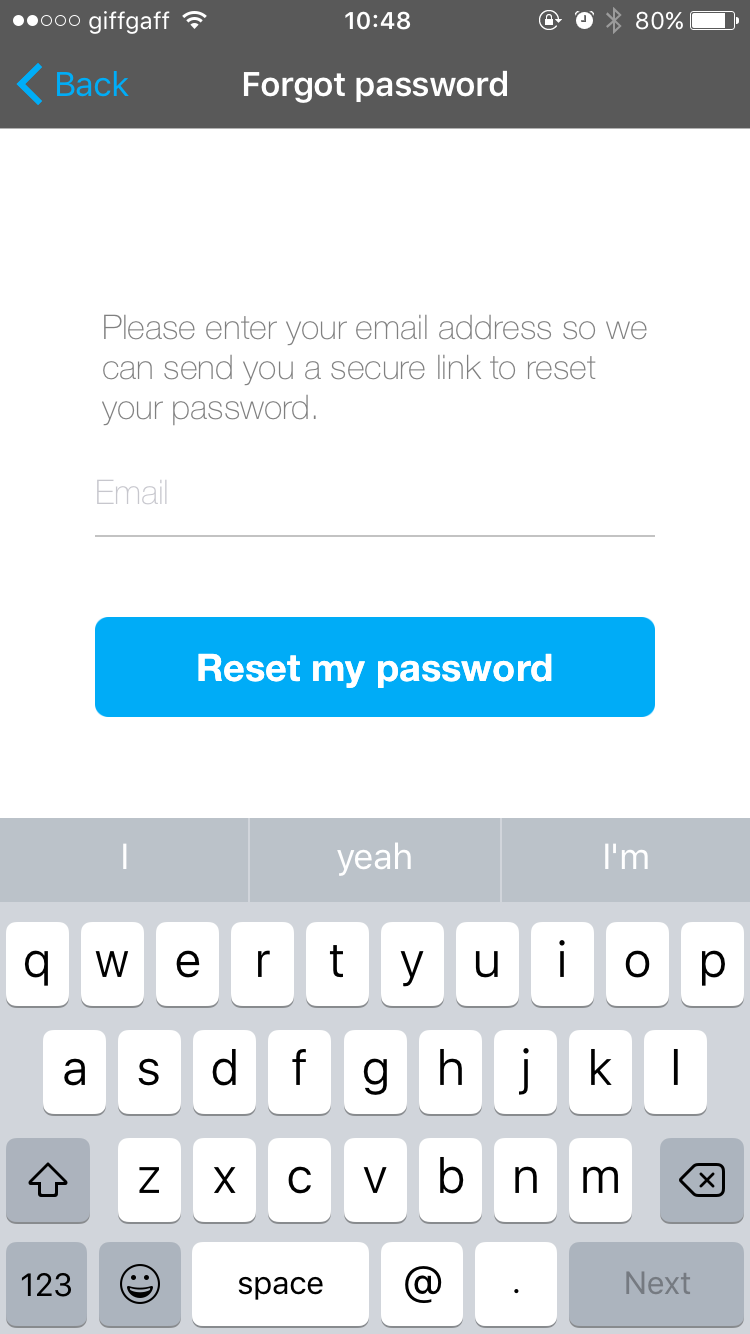 giffgaff 10:48 80%
Back Forgot password
Please enter your email address so we
can send you a secure link to reset
your password.
Email
Reset my password
I yeah I'm
q w e r t y u i o p
a s d f g h j k l
z x c v b n m
123 space @ . Next